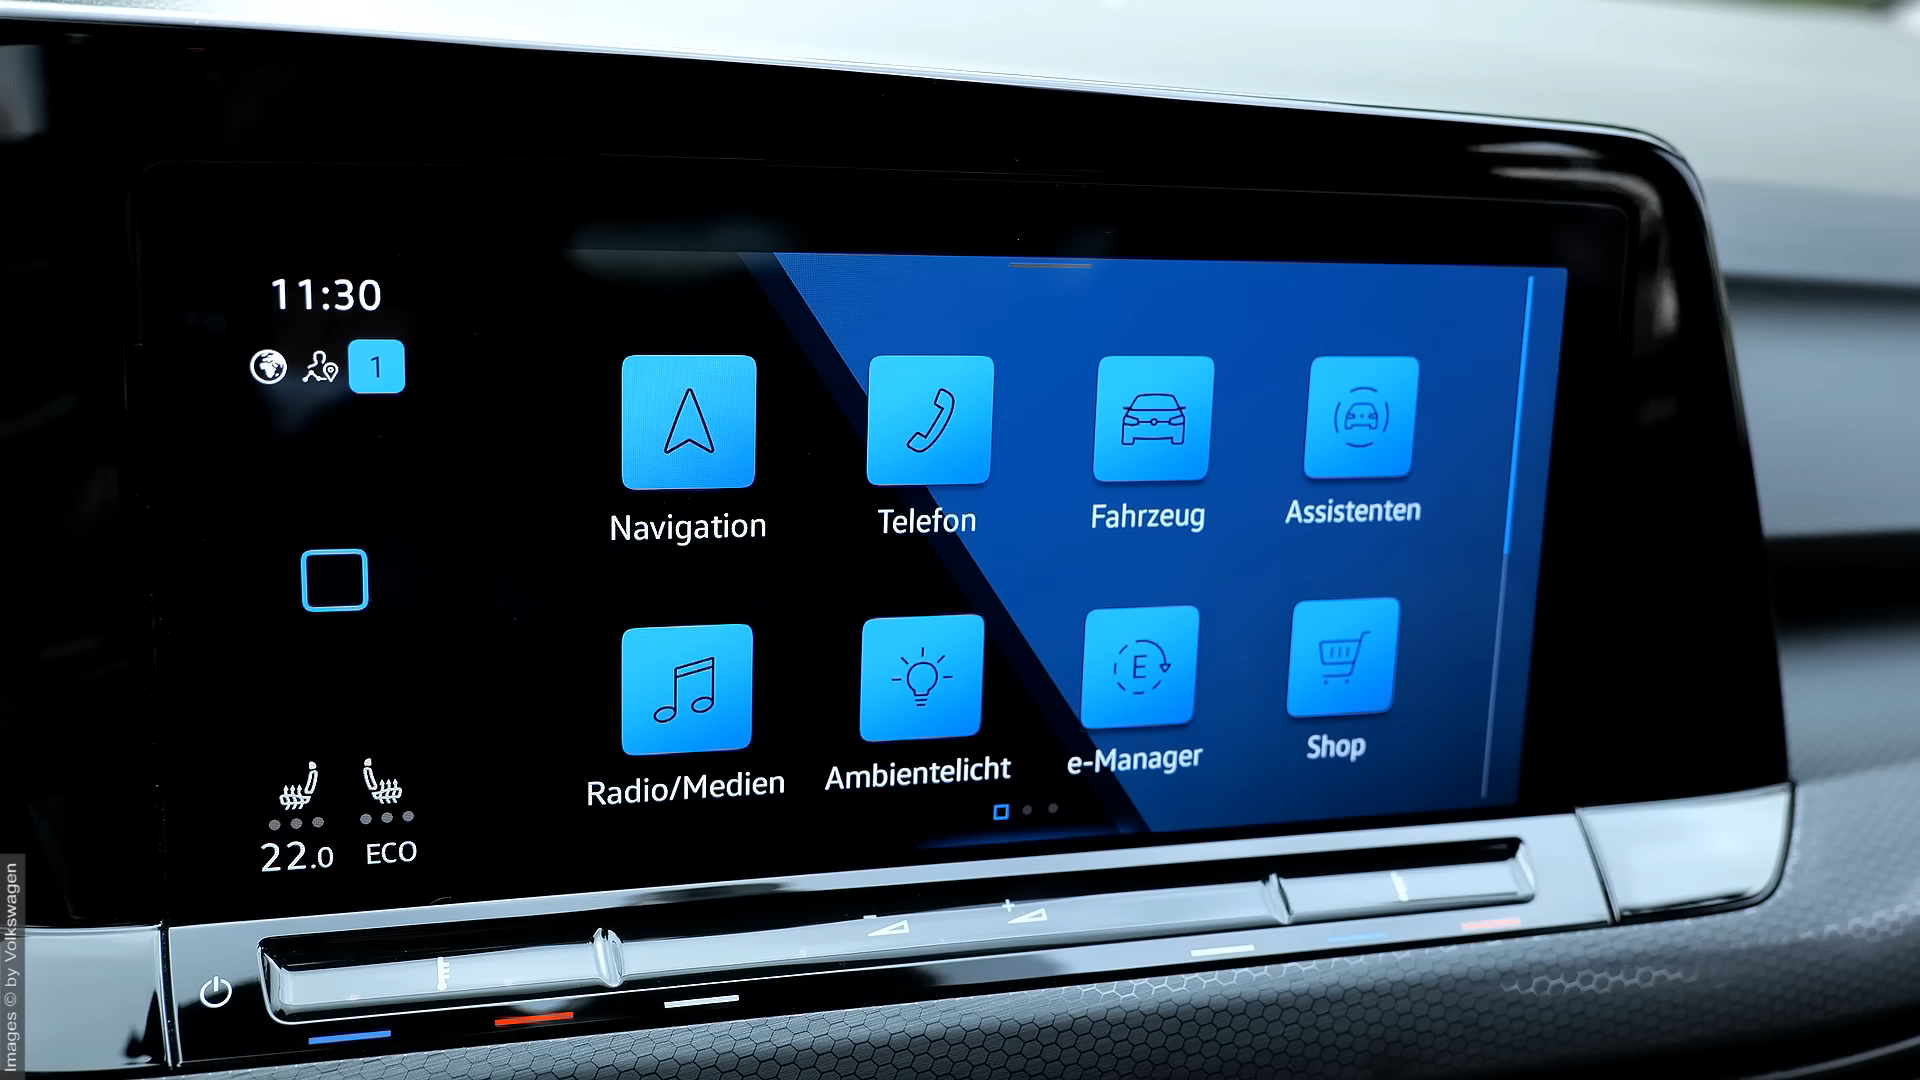 11:30
1
Navigation
Telefon
Fahrzeug
Assistenten
E
Radio/Medien
Ambientelicht
e-Manager
Shop
22.0
ECO
- +
Images © by Volkswagen